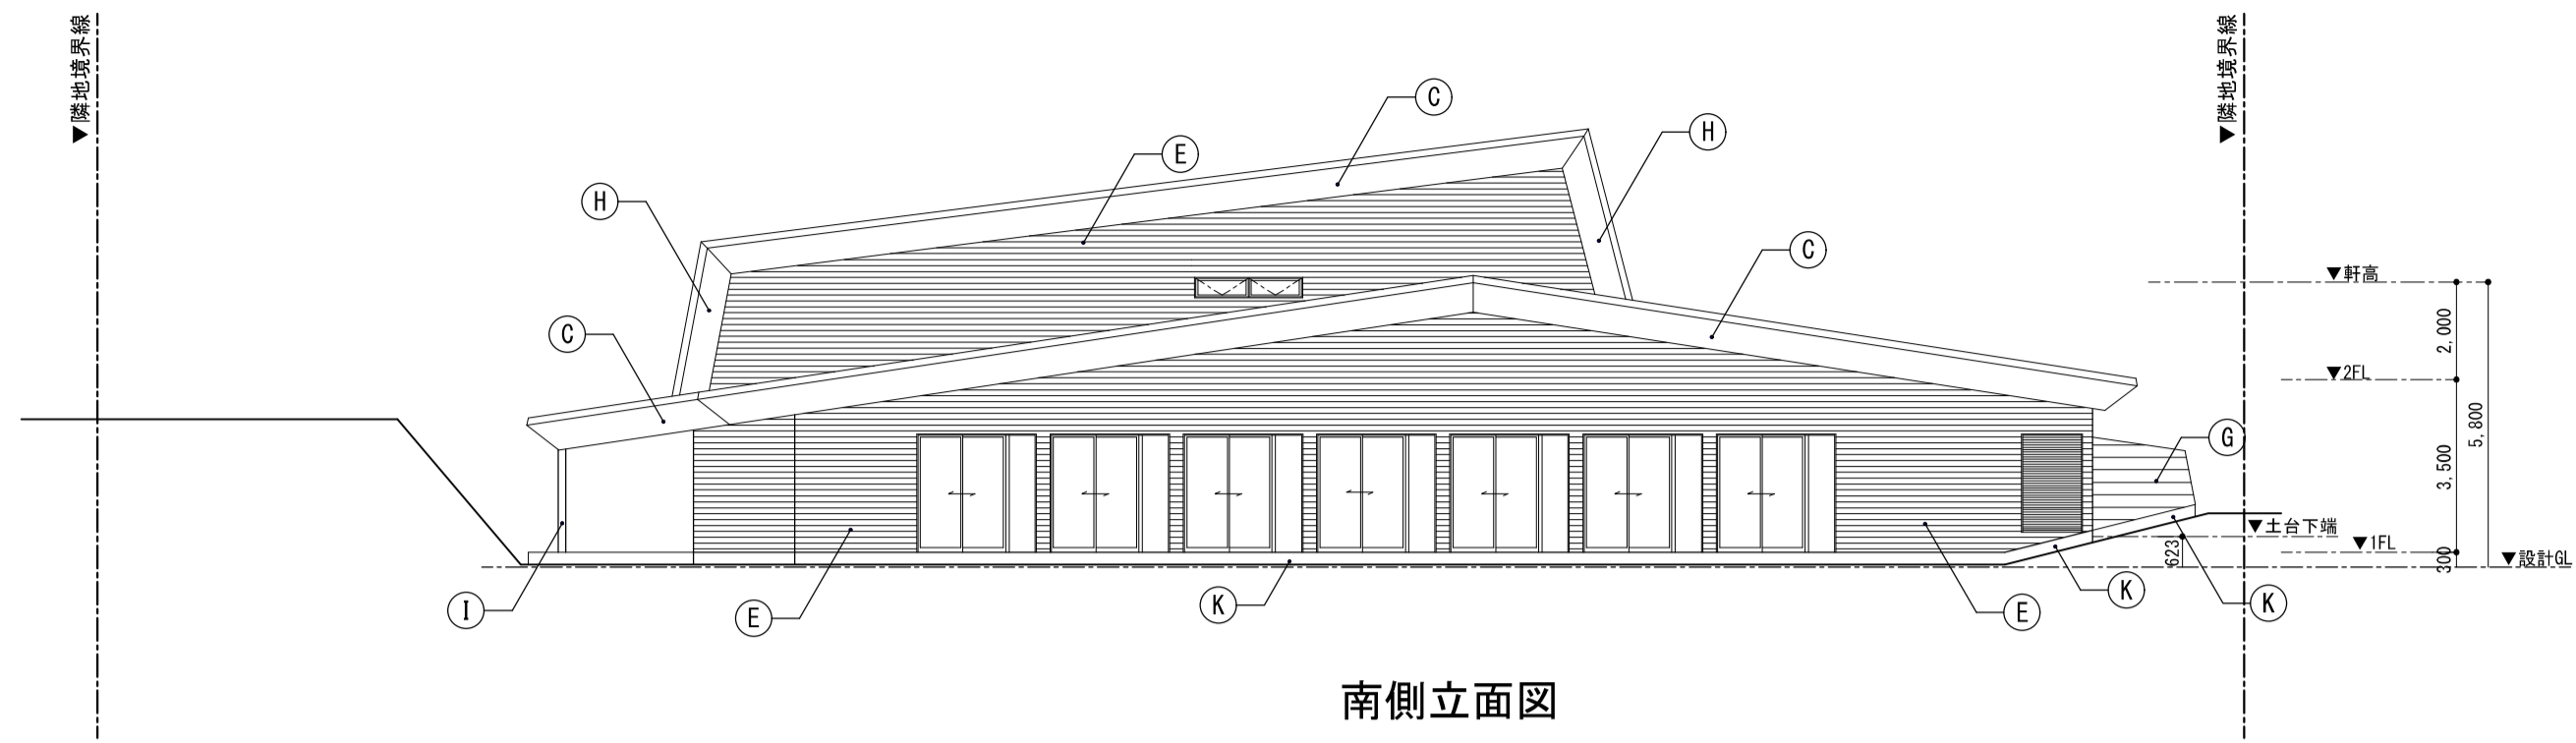 ▼隣地境界線
▼隣地境界線
C
H
E
H
C
C
▼軒高
2,000
▼2FL
5,800
3,500
G
▼土台下端
▼1FL
623
300
▼設計GL
I
E
K
E
K
K
南側立面図